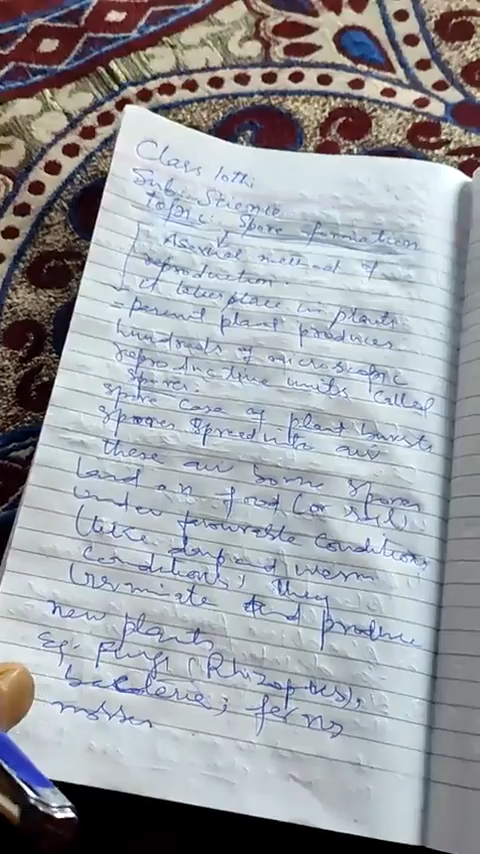 Class 10th:
Sub:- Science
Topic:- Spore formation
Asexual method of
reproduction.
- it takes place in plants.
= parent plant produces
hundreds of microscopic
reproductive units called
spores.
spore case of plant bursts
spores spreed into air
these air borne spores
land on food (or soil)
under favourable conditions
(like damp and warm
conditions) they
Germinate and produce
new plants
Eg:- fungi (Rhizopus),
bacteria, ferns,
mosses